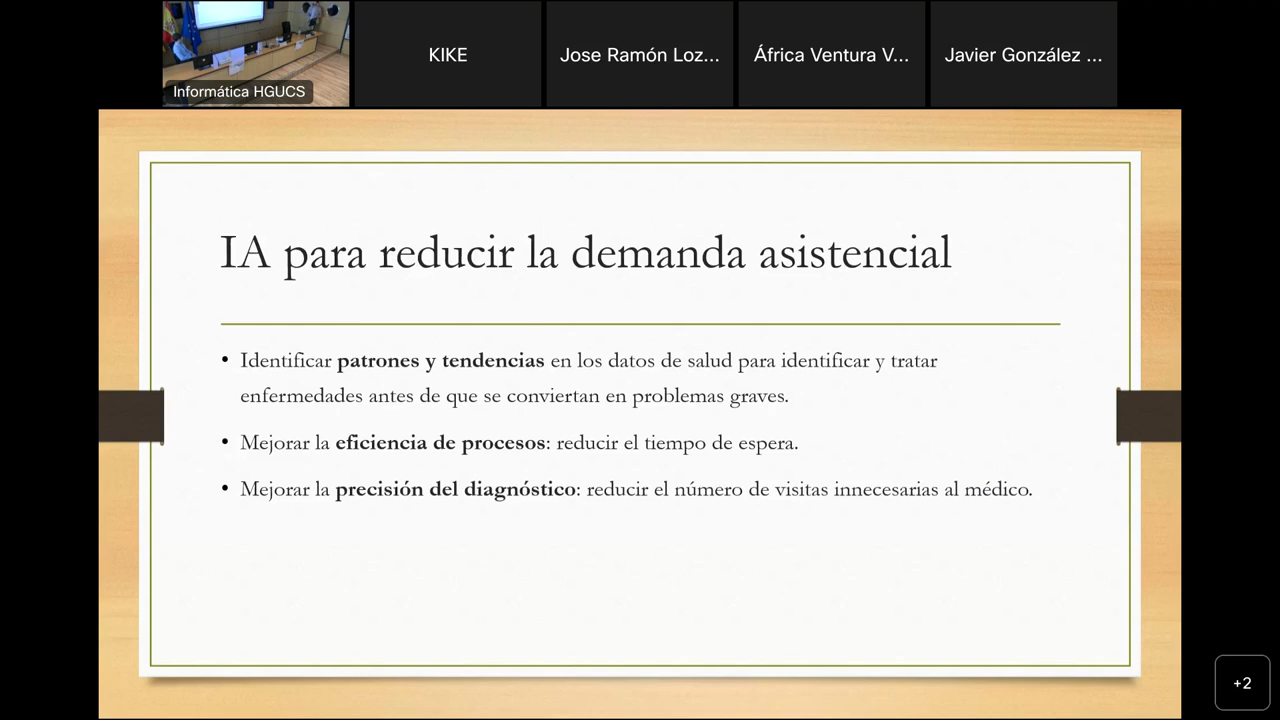 Informática HGUCS
KIKE
Jose Ramón Loz...
África Ventura V...
Javier González ...
IA para reducir la demanda asistencial
• Identificar patrones y tendencias en los datos de salud para identificar y tratar
enfermedades antes de que se conviertan en problemas graves.
• Mejorar la eficiencia de procesos: reducir el tiempo de espera.
• Mejorar la precisión del diagnóstico: reducir el número de visitas innecesarias al médico.
+2